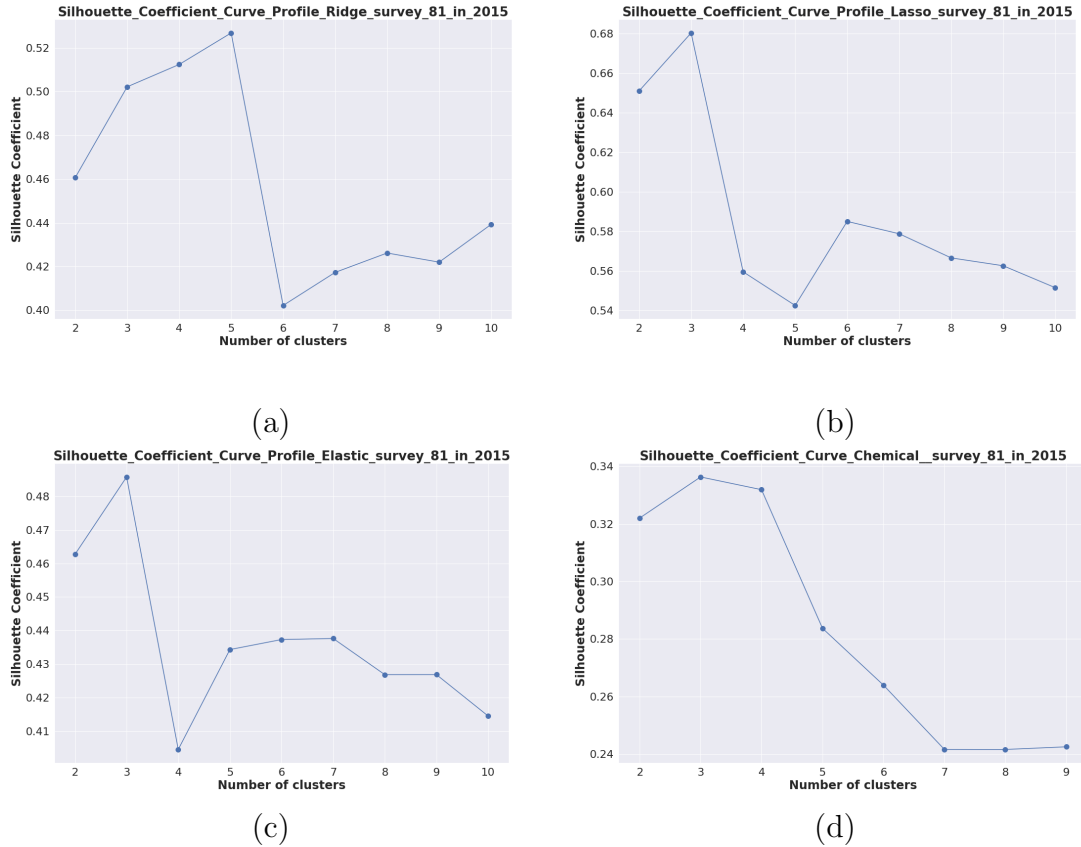 Silhouette_Coefficient_Curve_Profile_Ridge_survey_81_in_2015
Silhouette Coefficient
0.52
0.50
0.48
0.46
0.44
0.42
0.40
2 3 4 5 6 7 8 9 10
Number of clusters
(a)
Silhouette_Coefficient_Curve_Profile_Lasso_survey_81_in_2015
Silhouette Coefficient
0.68
0.66
0.64
0.62
0.60
0.58
0.56
0.54
2 3 4 5 6 7 8 9 10
Number of clusters
(b)
Silhouette_Coefficient_Curve_Profile_Elastic_survey_81_in_2015
Silhouette Coefficient
0.48
0.47
0.46
0.45
0.44
0.43
0.42
0.41
2 3 4 5 6 7 8 9 10
Number of clusters
(c)
Silhouette_Coefficient_Curve_Chemical__survey_81_in_2015
Silhouette Coefficient
0.34
0.32
0.30
0.28
0.26
0.24
2 3 4 5 6 7 8 9
Number of clusters
(d)